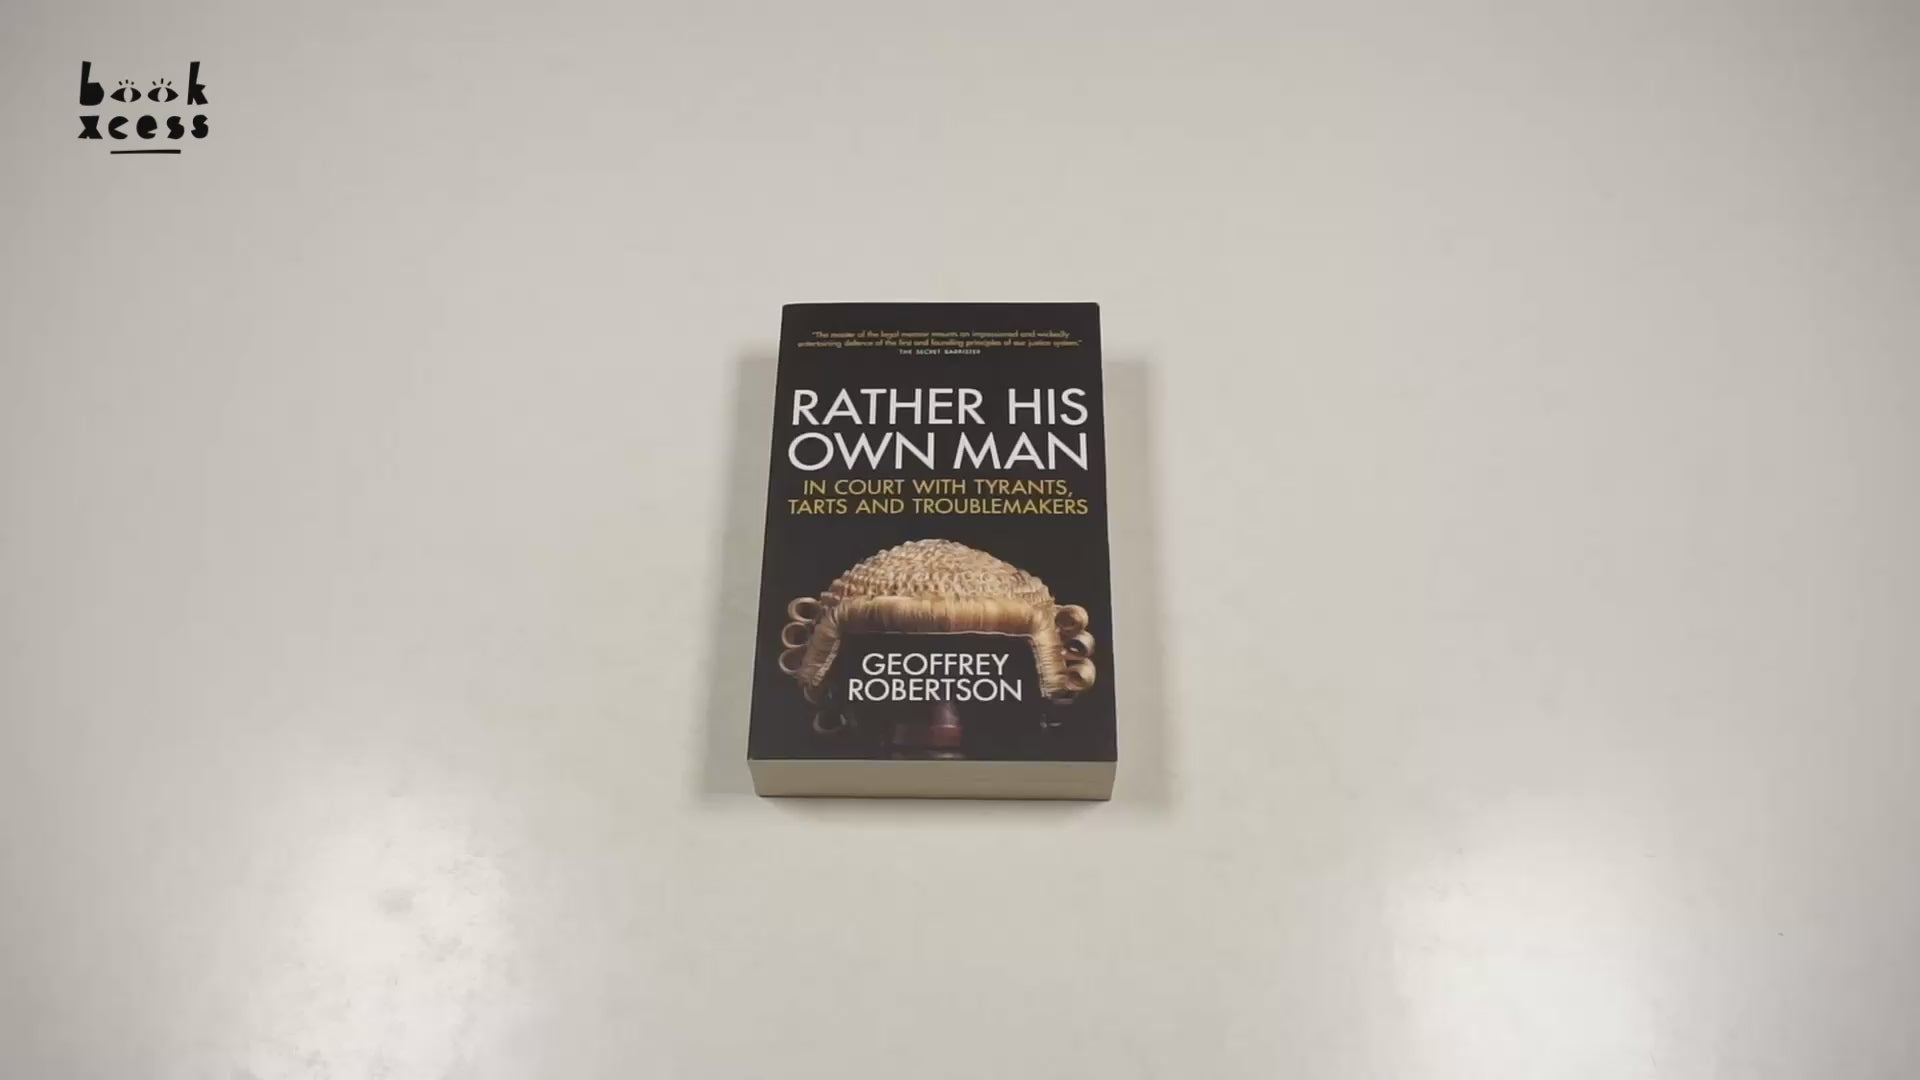 book
xcess
"The master of the legal memoir mounts an impassioned and wickedly
entertaining defence of the first and founding principles of our justice system."
THE SECRET BARRISTER
RATHER HIS
OWN MAN
IN COURT WITH TYRANTS,
TARTS AND TROUBLEMAKERS
GEOFFREY
ROBERTSON